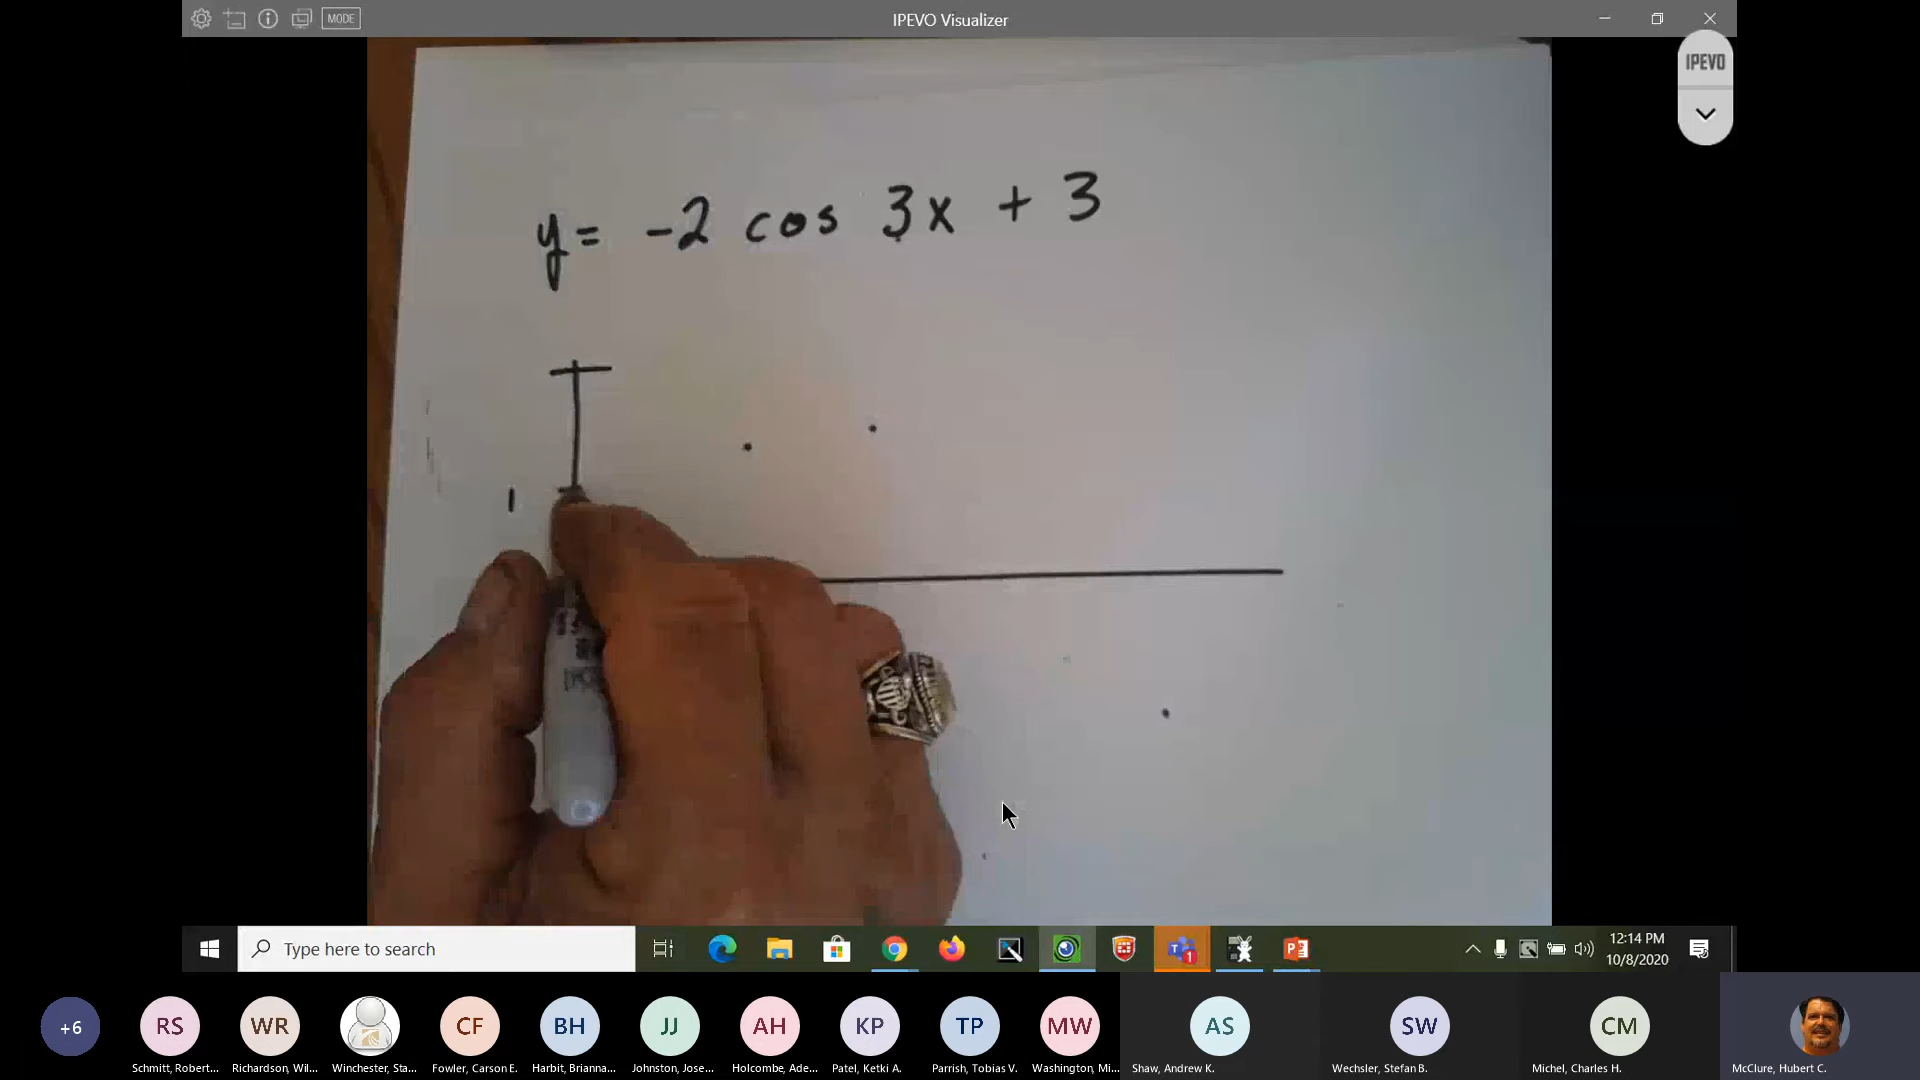 MODE
IPEVO Visualizer
IPEVO
y = -2 cos 3x + 3
1
Type here to search
12:14 PM
10/8/2020
+6
RS
WR
CF
BH
JJ
AH
KP
TP
MW
AS
SW
CM
Schmitt, Robert...
Richardson, Wil...
Winchester, Sta...
Fowler, Carson E.
Harbit, Brianna...
Johnston, Jose...
Holcombe, Ade...
Patel, Ketki A.
Parrish, Tobias V.
Washington, Mi...
Shaw, Andrew K.
Wechsler, Stefan B.
Michel, Charles H.
McClure, Hubert C.